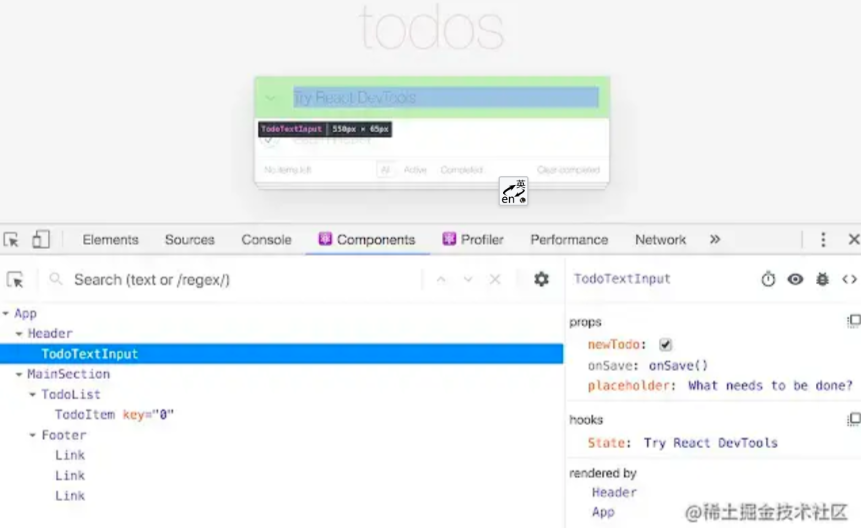 todos
Try React DevTools
TodoTextInput | 550px × 65px
No items left All Active Completed Clear completed
英
en
Elements Sources Console Components Profiler Performance Network »
Search (text or /regex/)
TodoTextInput
App
Header
TodoTextInput
MainSection
TodoList
TodoItem key="0"
Footer
Link
Link
Link
props
newTodo:
onSave: onSave()
placeholder: What needs to be done?
hooks
State: Try React DevTools
rendered by
Header
App
@稀土掘金技术社区